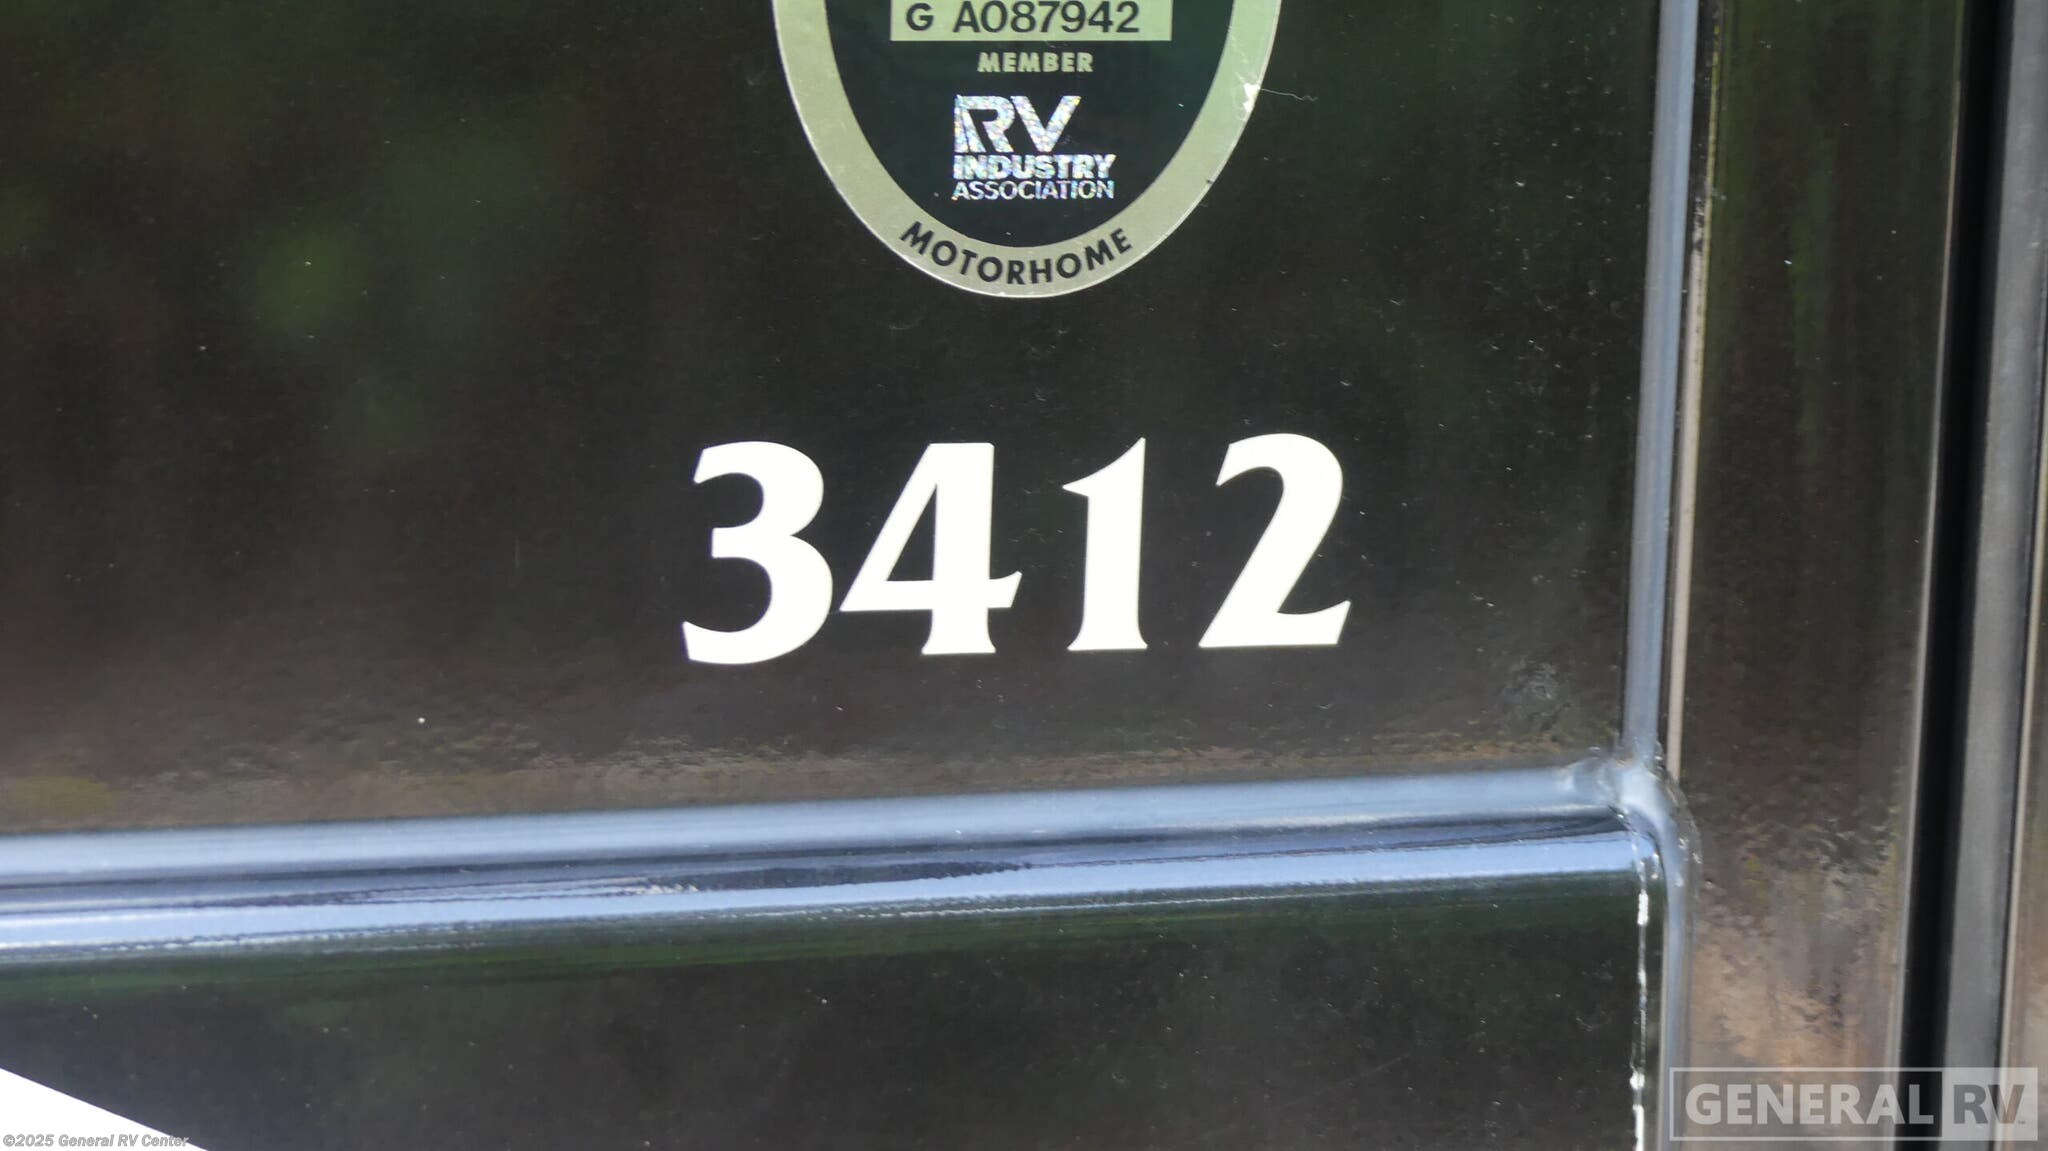 G A087942
MEMBER
RV
INDUSTRY
ASSOCIATION
MOTORHOME
3412
GENERAL RV
©2025 General RV Center